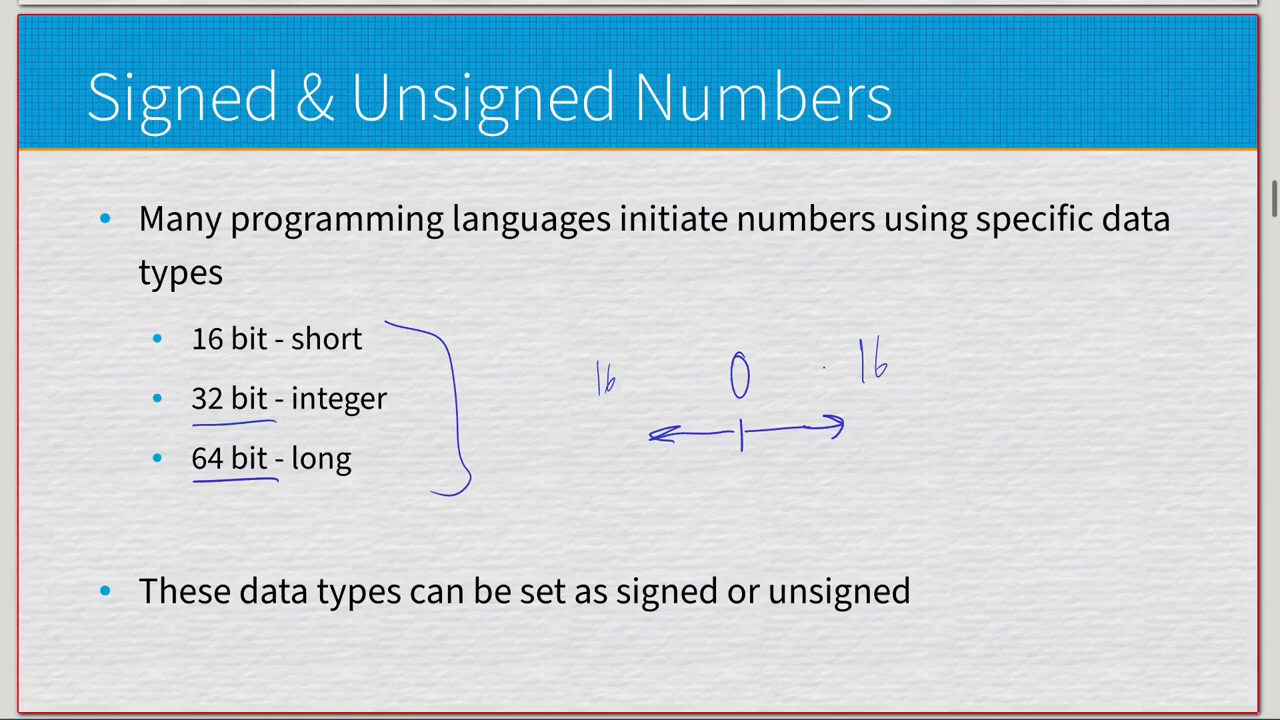 Signed & Unsigned Numbers
• Many programming languages initiate numbers using specific data
types
• 16 bit - short
• 32 bit - integer
• 64 bit - long
16 0 16
• These data types can be set as signed or unsigned